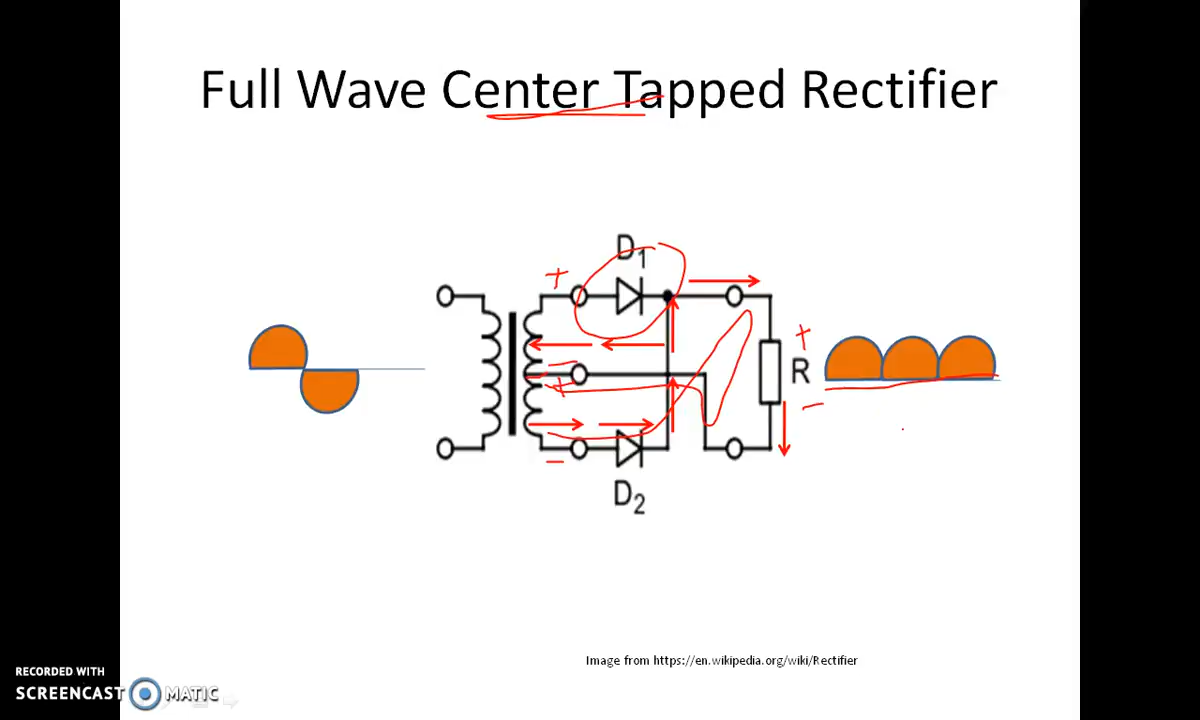 Full Wave Center Tapped Rectifier
D1
+
+
R
−
+
−
−
D2
Image from https://en.wikipedia.org/wiki/Rectifier
RECORDED WITH
SCREENCAST MATIC